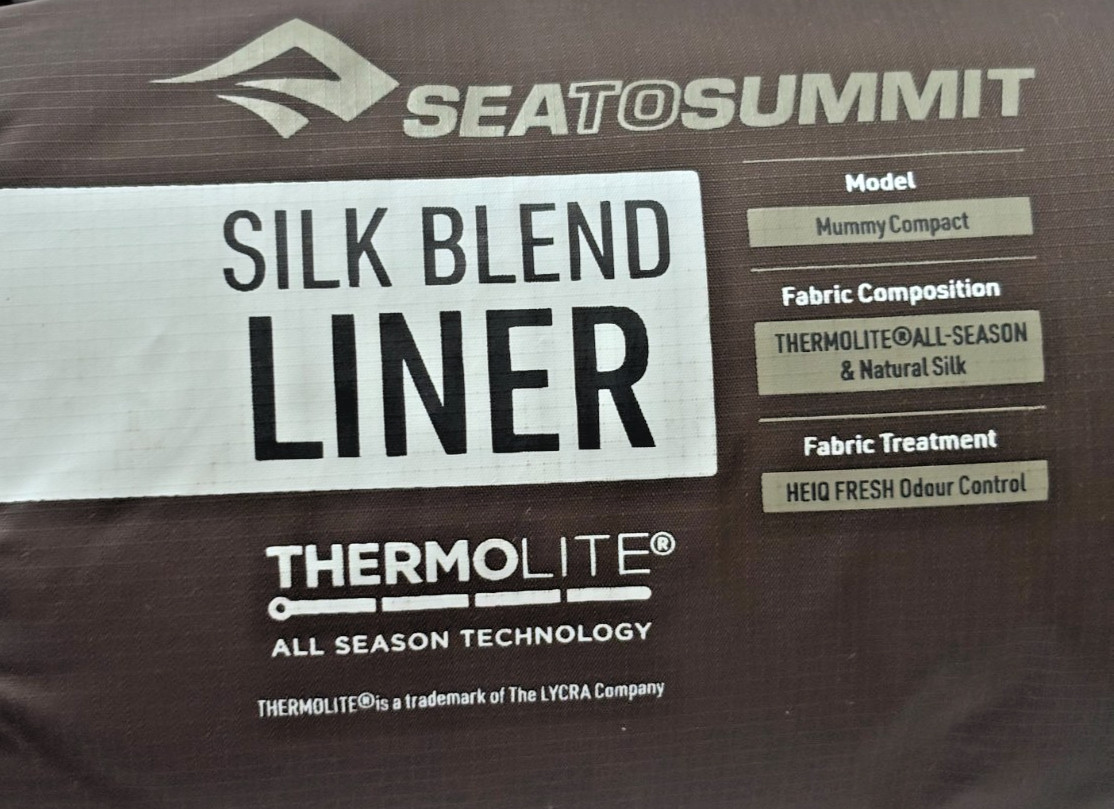 SEATOSUMMIT
SILK BLEND
LINER
THERMOLITE®
ALL SEASON TECHNOLOGY
THERMOLITE® is a trademark of The LYCRA Company
Model
Mummy Compact
Fabric Composition
THERMOLITE®ALL-SEASON
& Natural Silk
Fabric Treatment
HEIQ FRESH Odour Control